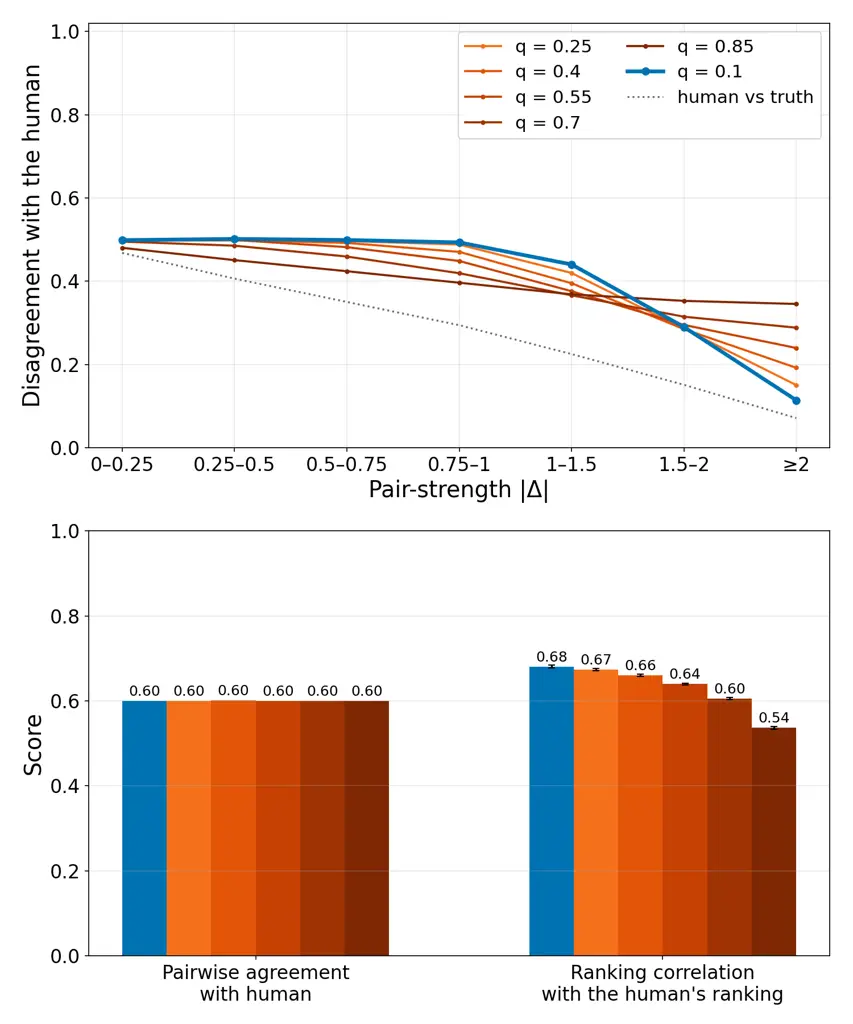 Disagreement with the human
1.0
0.8
0.6
0.4
0.2
0.0
q = 0.25
q = 0.4
q = 0.55
q = 0.7
q = 0.85
q = 0.1
human vs truth
0–0.25
0.25–0.5
0.5–0.75
0.75–1
1–1.5
1.5–2
≥2
Pair-strength |Δ|
Score
1.0
0.8
0.6
0.4
0.2
0.0
0.60
0.60
0.60
0.60
0.60
0.60
0.68
0.67
0.66
0.64
0.60
0.54
Pairwise agreement
with human
Ranking correlation
with the human's ranking